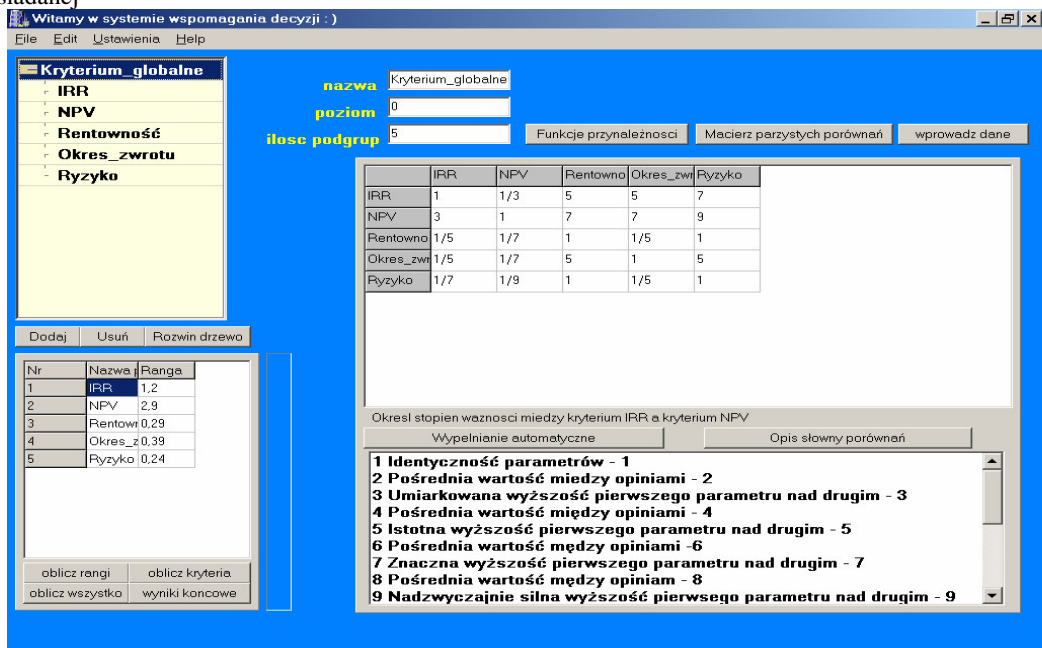 siadanej
Witamy w systemie wspomagania decyzji : )
File Edit Ustawienia Help
Kryterium_globalne
IRR
NPV
Rentowność
Okres_zwrotu
Ryzyko
nazwa Kryterium_globalne
poziom 0
ilosc podgrup 5
Funkcje przynależnosci Macierz parzystych porównań wprowadz dane
IRR NPV Rentowno Okres_zwr Ryzyko
IRR 1 1/3 5 5 7
NPV 3 1 7 7 9
Rentowno 1/5 1/7 1 1/5 1
Okres_zwr 1/5 1/7 5 1 5
Ryzyko 1/7 1/9 1 1/5 1
Dodaj Usuń Rozwin drzewo
Nr Nazwa p Ranga
1 IRR 1,2
2 NPV 2,9
3 Rentown 0,29
4 Okres_z 0,39
5 Ryzyko 0,24
oblicz rangi oblicz kryteria
oblicz wszystko wyniki koncowe
Okresl stopien waznosci miedzy kryterium IRR a kryterium NPV
Wypelnianie automatyczne Opis słowny porównań
1 Identyczność parametrów - 1
2 Pośrednia wartość miedzy opiniami - 2
3 Umiarkowana wyższość pierwszego parametru nad drugim - 3
4 Pośrednia wartość między opiniami - 4
5 Istotna wyższość pierwszego parametru nad drugim - 5
6 Pośrednia wartość mędzy opiniami -6
7 Znaczna wyższość pierwszego parametru nad drugim - 7
8 Pośrednia wartość mędzy opiniam - 8
9 Nadzwyczajnie silna wyższość pierwsego parametru nad drugim - 9